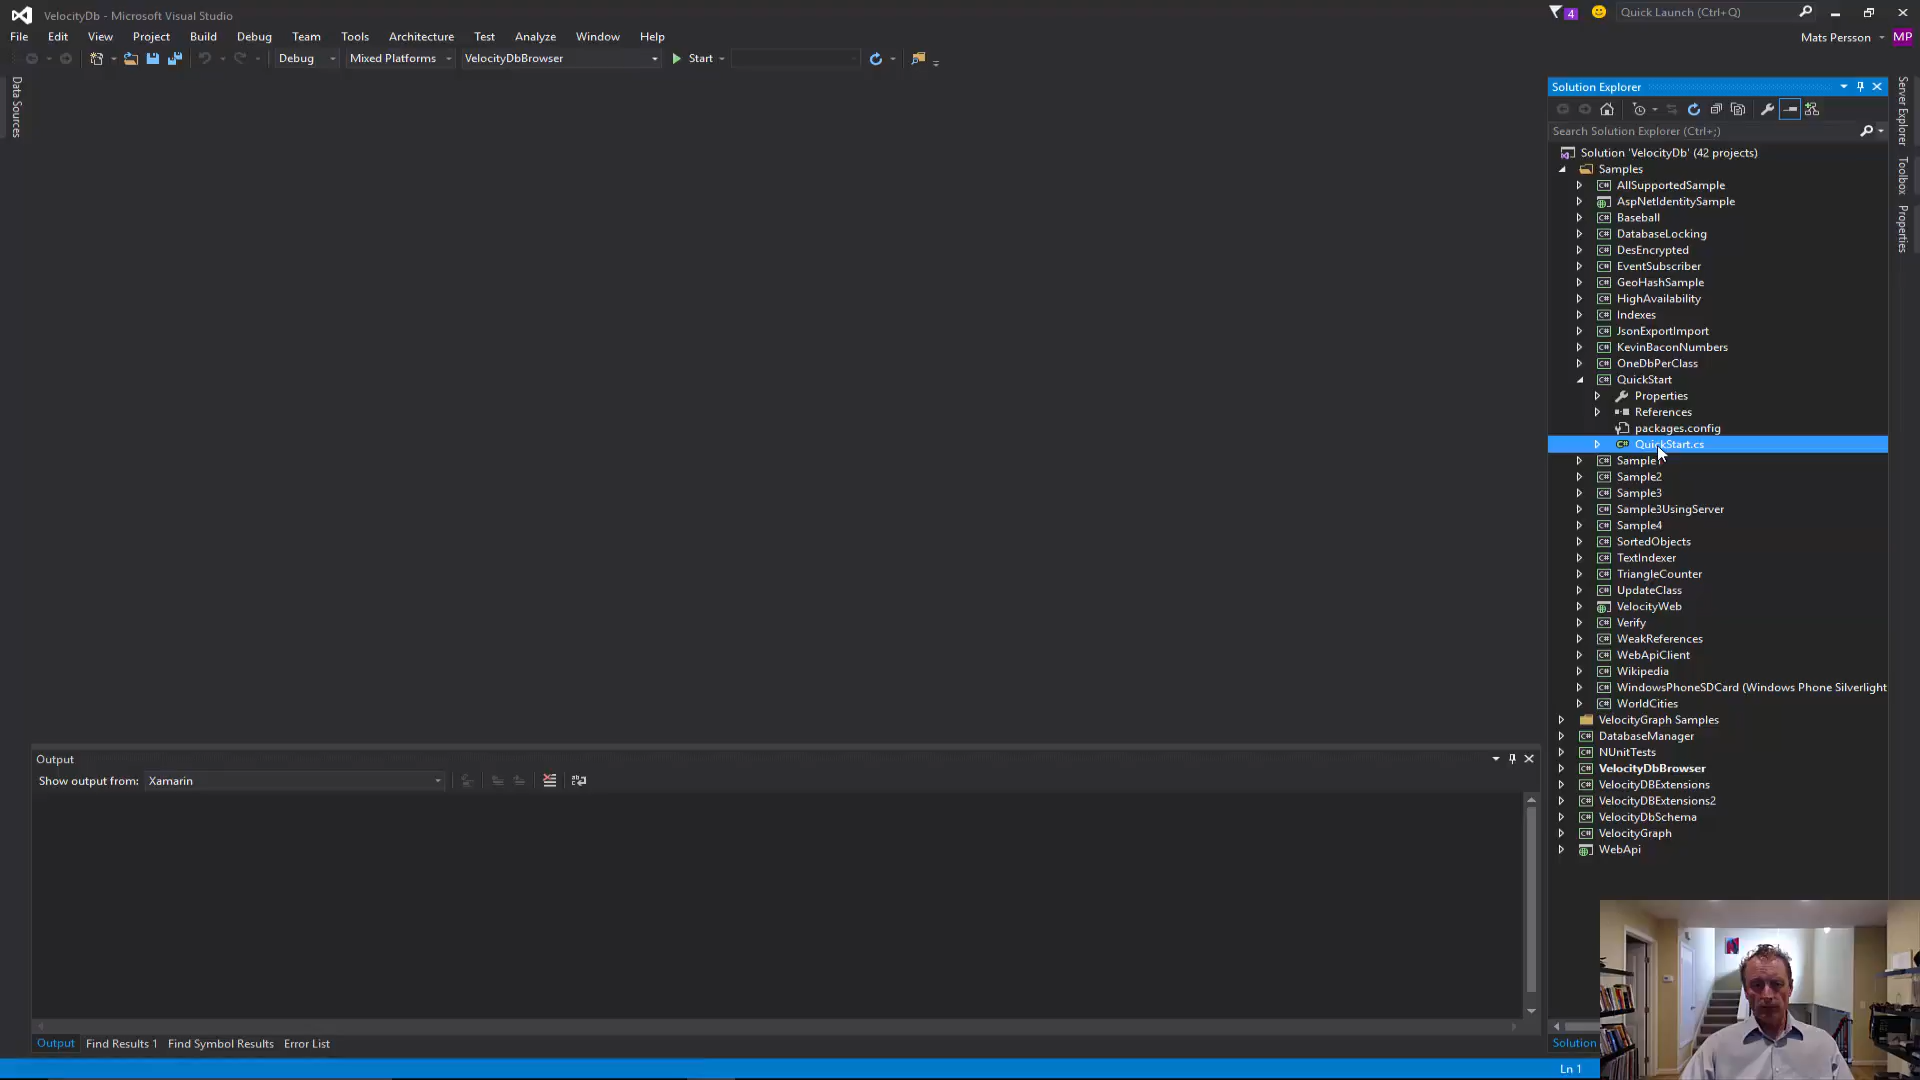 VelocityDb - Microsoft Visual Studio
4
Quick Launch (Ctrl+Q)
File Edit View Project Build Debug Team Tools Architecture Test Analyze Window Help
Mats Persson
MP
Debug Mixed Platforms VelocityDbBrowser Start
Data Sources
Server Explorer
Toolbox
Properties
Solution Explorer
Search Solution Explorer (Ctrl+;)
Solution 'VelocityDb' (42 projects)
Samples
AllSupportedSample
AspNetIdentitySample
Baseball
DatabaseLocking
DesEncrypted
EventSubscriber
GeoHashSample
HighAvailability
Indexes
JsonExportImport
KevinBaconNumbers
OneDbPerClass
QuickStart
Properties
References
packages.config
QuickStart.cs
Sample1
Sample2
Sample3
Sample3UsingServer
Sample4
SortedObjects
TextIndexer
TriangleCounter
UpdateClass
VelocityWeb
Verify
WeakReferences
WebApiClient
Wikipedia
WindowsPhoneSDCard (Windows Phone Silverlight
WorldCities
VelocityGraph Samples
DatabaseManager
NUnitTests
VelocityDbBrowser
VelocityDBExtensions
VelocityDBExtensions2
VelocityDbSchema
VelocityGraph
WebApi
Output
Show output from: Xamarin
Output Find Results 1 Find Symbol Results Error List
Solution
Ln 1